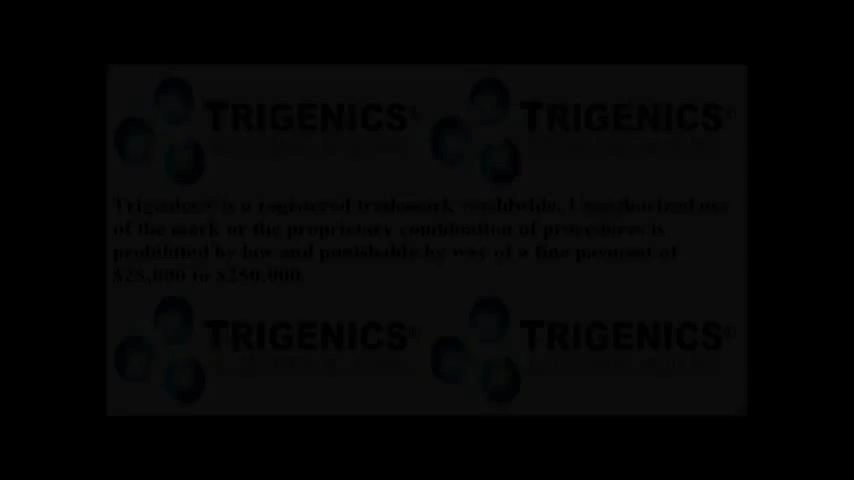 TRIGENICS® TRIGENICS®
Trigenics® is a registered trademark worldwide. Unauthorized use
of the mark or the proprietary combination of procedures is
prohibited by law and punishable by way of a fine payment of
$25,000 to $250,000.
TRIGENICS® TRIGENICS®